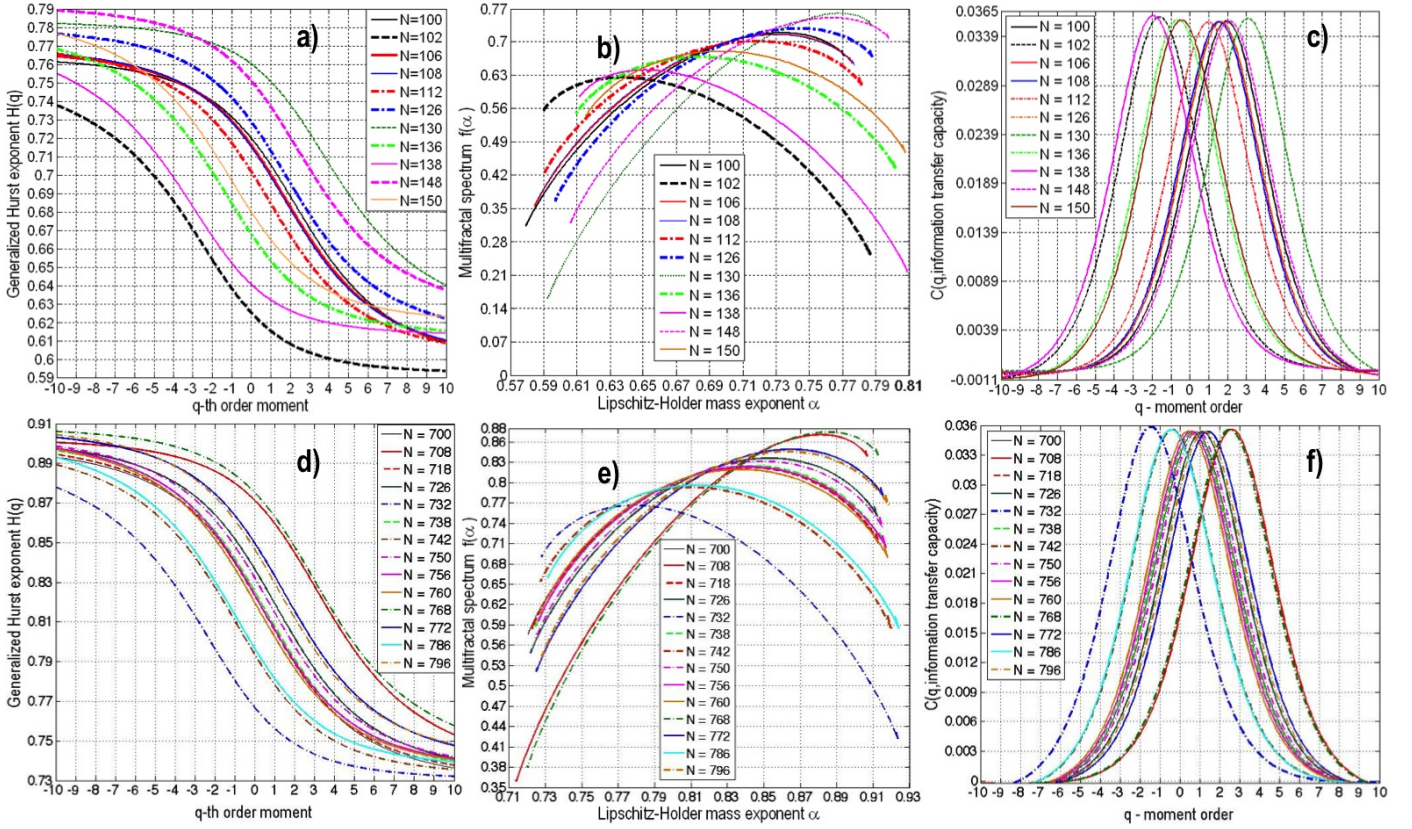 a)
Generalized Hurst exponent H(q)
0.79
0.78
0.77
0.76
0.75
0.74
0.73
0.72
0.71
0.7
0.69
0.68
0.67
0.66
0.65
0.64
0.63
0.62
0.61
0.6
0.59
-10 -9 -8 -7 -6 -5 -4 -3 -2 -1 0 1 2 3 4 5 6 7 8 9 10
q-th order moment
N=100
N=102
N=106
N=108
N=112
N=126
N=130
N=136
N=138
N=148
N=150
b)
Multifractal f(α )
0.77
0.7
0.63
0.56
0.49
0.42
0.35
0.28
0.21
0.14
0.07
0
0.57 0.59 0.61 0.63 0.65 0.67 0.69 0.71 0.73 0.75 0.77 0.79 0.81
Lipschitz-Holder mass exponent α
N = 100
N = 102
N = 106
N = 108
N = 112
N = 126
N = 130
N = 136
N = 138
N = 148
N = 150
c)
C(q,information transfer capacity)
0.0365
0.0339
0.0289
0.0239
0.0189
0.0139
0.0089
0.0039
-0.0011
-10 -9 -8 -7 -6 -5 -4 -3 -2 -1 0 1 2 3 4 5 6 7 8 9 10
q - moment order
N = 100
N = 102
N = 106
N = 108
N = 112
N = 126
N = 130
N = 136
N = 138
N = 148
N = 150
d)
Generalized Hurst exponent H(q)
0.91
0.89
0.87
0.85
0.83
0.81
0.79
0.77
0.75
0.73
-10 -9 -8 -7 -6 -5 -4 -3 -2 -1 0 1 2 3 4 5 6 7 8 9 10
q-th order moment
N = 700
N = 708
N = 718
N = 726
N = 732
N = 738
N = 742
N = 750
N = 756
N = 760
N = 768
N = 772
N = 786
N = 796
e)
Multifractal spectrum f(α )
0.88
0.86
0.83
0.8
0.77
0.74
0.71
0.68
0.65
0.62
0.59
0.56
0.53
0.5
0.47
0.44
0.41
0.38
0.35
0.71 0.73 0.75 0.77 0.79 0.81 0.83 0.85 0.87 0.89 0.91 0.93
Lipschitz-Holder mass exponent α
N = 700
N = 708
N = 718
N = 726
N = 732
N = 738
N = 742
N = 750
N = 756
N = 760
N = 768
N = 772
N = 786
N = 796
f)
C(q,information transfer capacity)
0.036
0.033
0.03
0.027
0.024
0.021
0.018
0.015
0.012
0.009
0.006
0.003
0
-10 -9 -8 -7 -6 -5 -4 -3 -2 -1 0 1 2 3 4 5 6 7 8 9 10
q - moment order
N = 700
N = 708
N = 718
N = 726
N = 732
N = 738
N = 742
N = 750
N = 756
N = 760
N = 768
N = 772
N = 786
N = 796